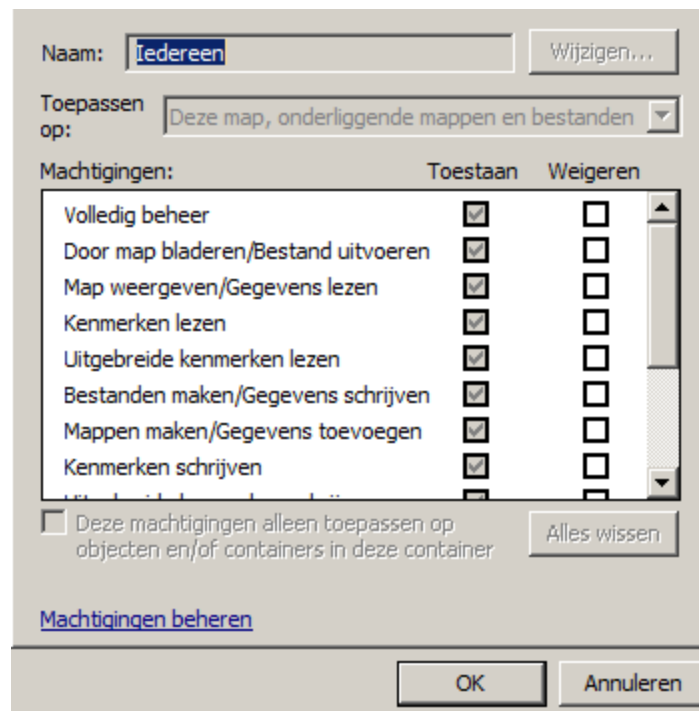 Naam: Iedereen Wijzigen...
Toepassen
op: Deze map, onderliggende mappen en bestanden
Machtigingen: Toestaan Weigeren
Volledig beheer
Door map bladeren/Bestand uitvoeren
Map weergeven/Gegevens lezen
Kenmerken lezen
Uitgebreide kenmerken lezen
Bestanden maken/Gegevens schrijven
Mappen maken/Gegevens toevoegen
Kenmerken schrijven
Deze machtigingen alleen toepassen op
objecten en/of containers in deze container
Alles wissen
Machtigingen beheren
OK Annuleren